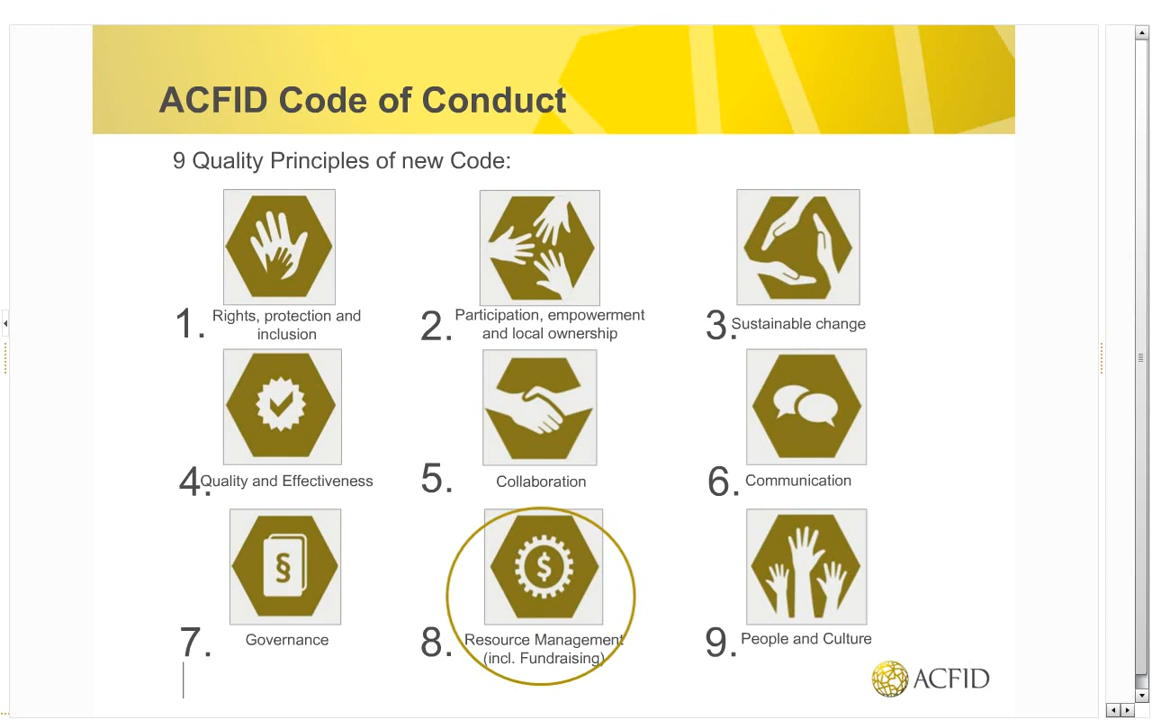 ACFID Code of Conduct
9 Quality Principles of new Code:
1. Rights, protection and
inclusion
2. Participation, empowerment
and local ownership
3. Sustainable change
4. Quality and Effectiveness
5. Collaboration
6. Communication
§
$
7. Governance
8. Resource Management
(incl. Fundraising)
9. People and Culture
ACFID